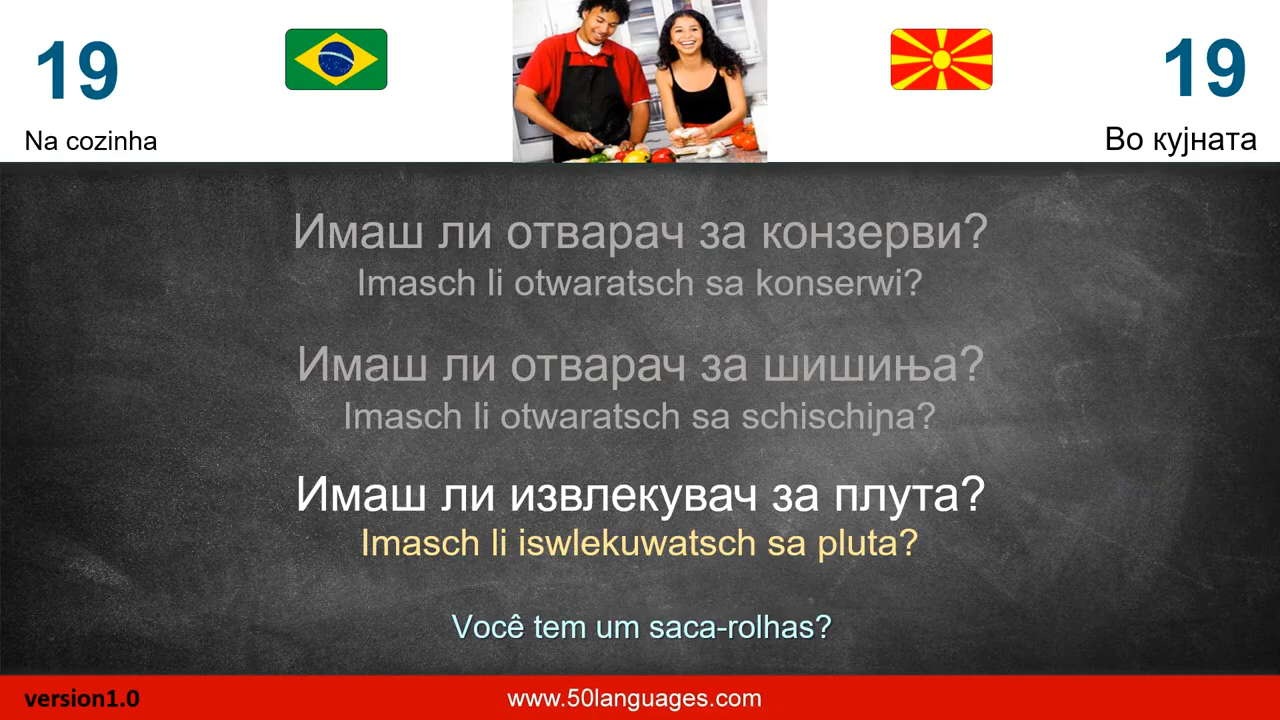 19
Na cozinha
19
Во кујната
Имаш ли отварач за конзерви?
Imasch li otwaratsch sa konserwi?
Имаш ли отварач за шишиња?
Imasch li otwaratsch sa schischiɲa?
Имаш ли извлекувач за плута?
Imasch li iswlekuwatsch sa pluta?
Você tem um saca-rolhas?
version1.0
www.50languages.com